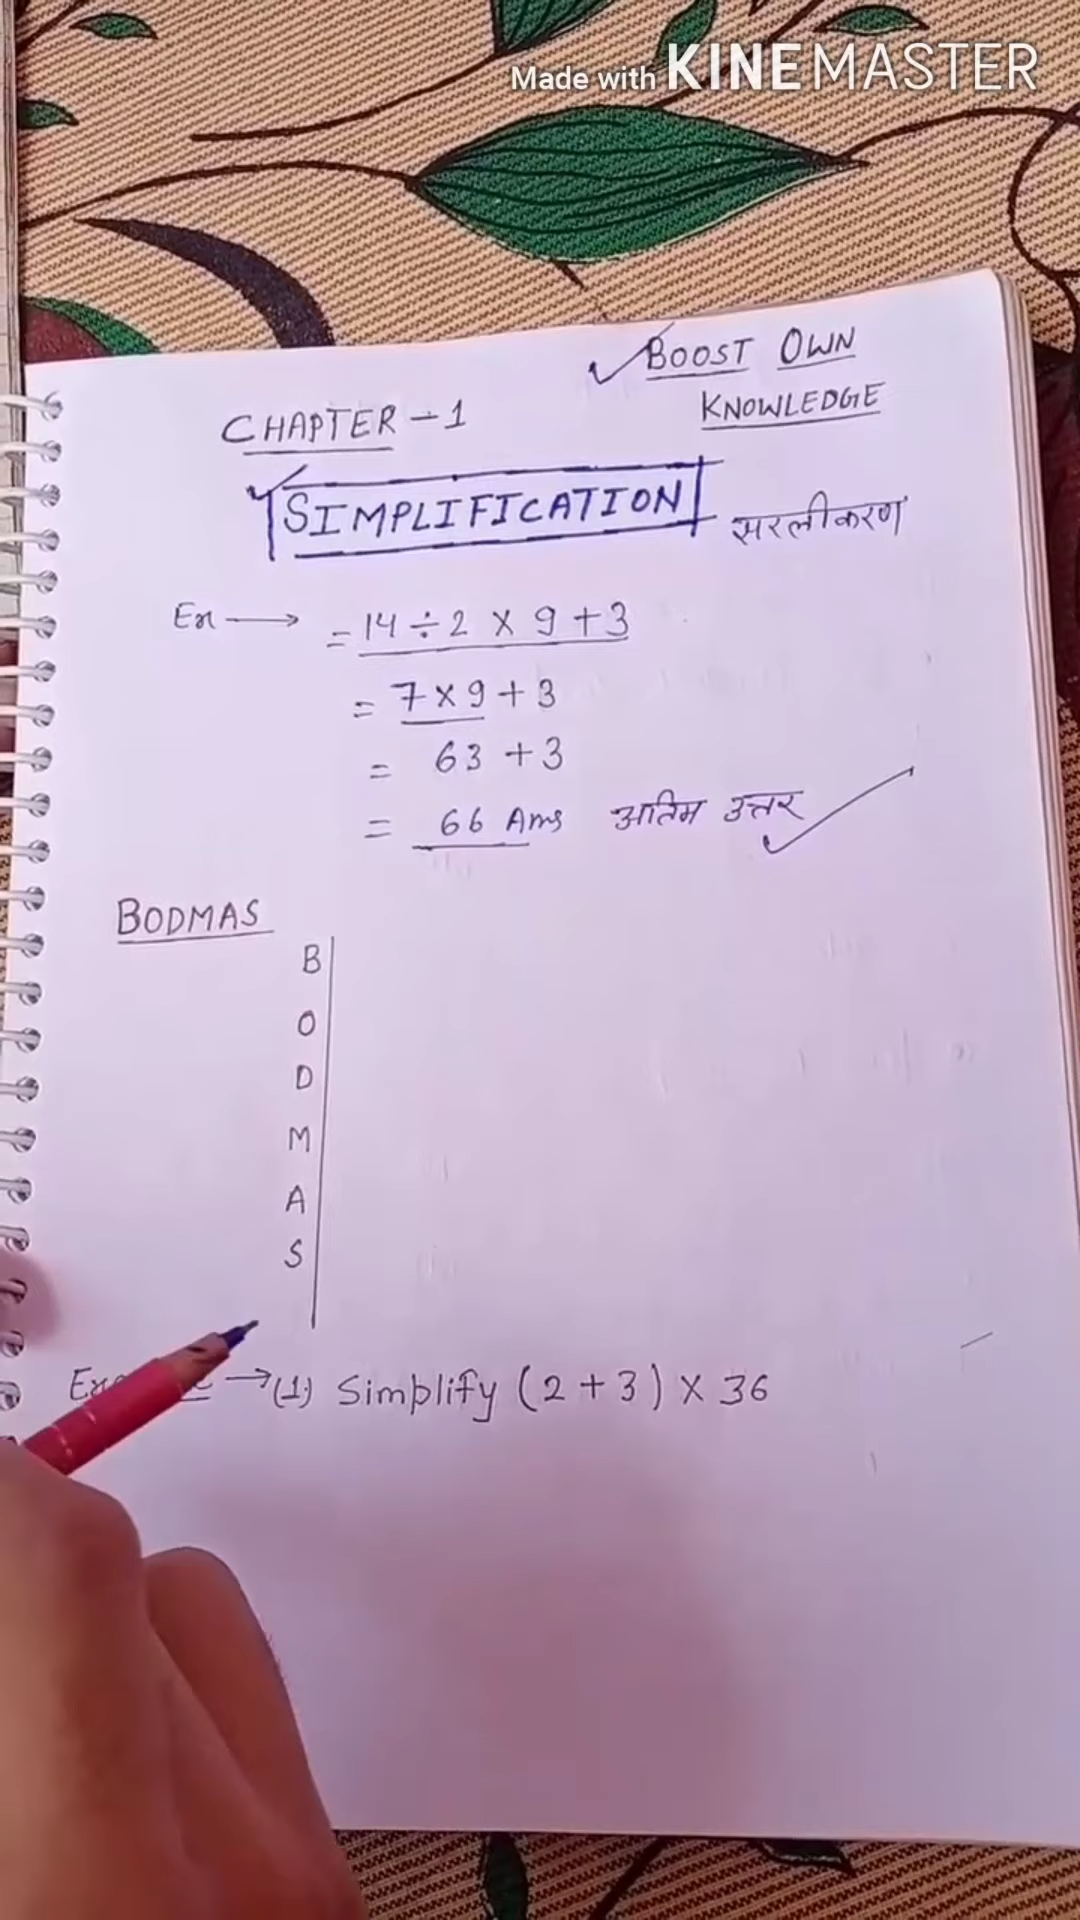 Made with KINEMASTER
BOOST OWN
KNOWLEDGE
CHAPTER-1
SIMPLIFICATION
सरलीकरण
Ex → = 14 ÷ 2 × 9 + 3
= 7 × 9 + 3
= 63 + 3
= 66 Ans अतिम उत्तर
BODMAS
B
O
D
M
A
S
→ (1) Simplify (2 + 3) × 36